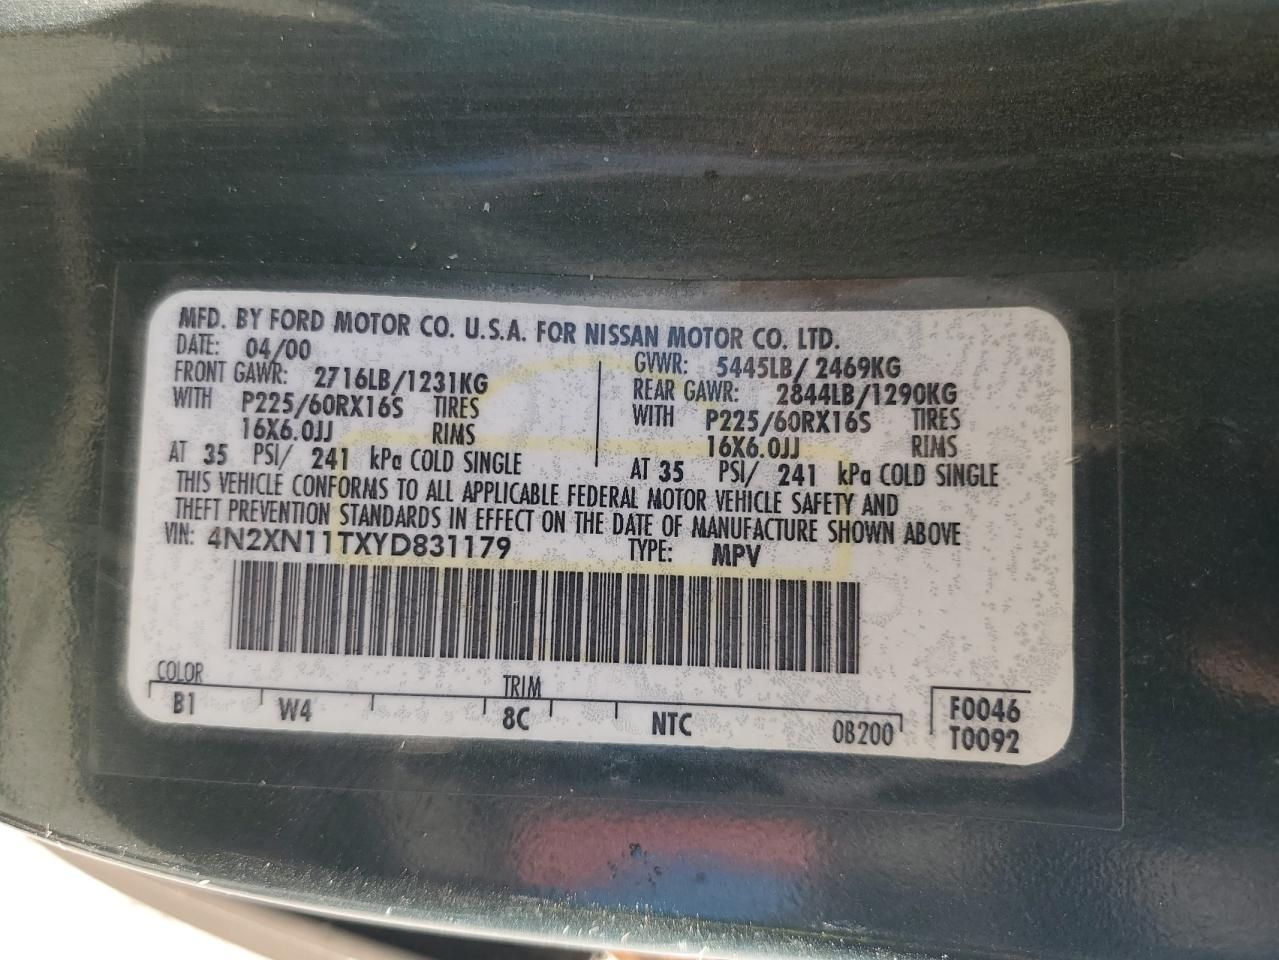 MFD. BY FORD MOTOR CO. U.S.A. FOR NISSAN MOTOR CO. LTD.
DATE: 04/00
FRONT GAWR: 2716LB/1231KG
WITH P225/60RX16S TIRES
16X6.0JJ RIMS
AT 35 PSI/ 241 kPa COLD SINGLE
GVWR: 5445LB/2469KG
REAR GAWR: 2844LB/1290KG
WITH P225/60RX16S TIRES
16X6.0JJ RIMS
AT 35 PSI/ 241 kPa COLD SINGLE
THIS VEHICLE CONFORMS TO ALL APPLICABLE FEDERAL MOTOR VEHICLE SAFETY AND
THEFT PREVENTION STANDARDS IN EFFECT ON THE DATE OF MANUFACTURE SHOWN ABOVE
VIN: 4N2XN11TXYD831179 TYPE: MPV
COLOR TRIM
B1 W4 8C NTC 0B200
F0046
T0092